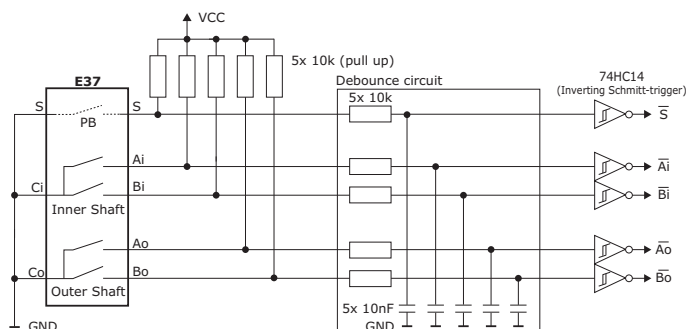 VCC
5x 10k (pull up)
E37
Debounce circuit
74HC14
(Inverting Schmitt-trigger)
5x 10k
S
S
PB
S̅
Ai
A̅i̅
Ci
Bi
B̅i̅
Inner Shaft
Ao
A̅o̅
Co
Bo
B̅o̅
Outer Shaft
5x 10nF
GND
GND